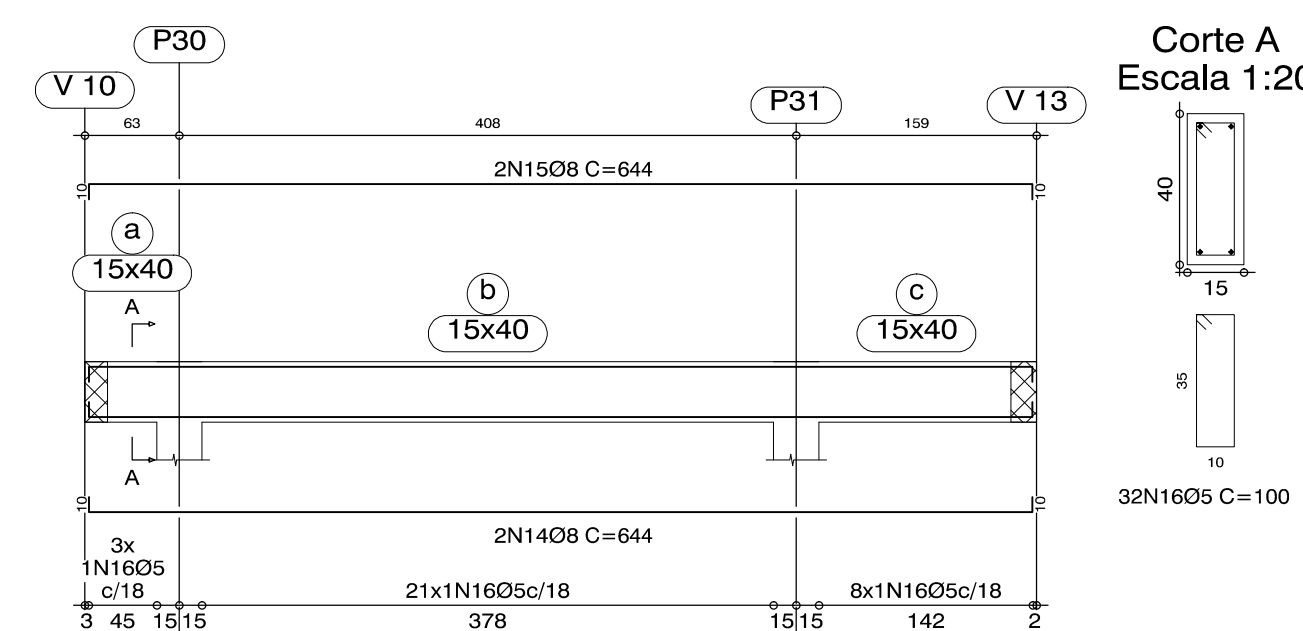 P30
V 10
P31
V 13
63
408
159
2N15Ø8 C=644
10
10
a
15x40
A
b
15x40
c
15x40
A
10
10
2N14Ø8 C=644
3x
1N16Ø5
c/18
21x1N16Ø5c/18
8x1N16Ø5c/18
3 45 15 15 378 15 15 142 2
Corte A
Escala 1:20
40
15
35
10
32N16Ø5 C=100